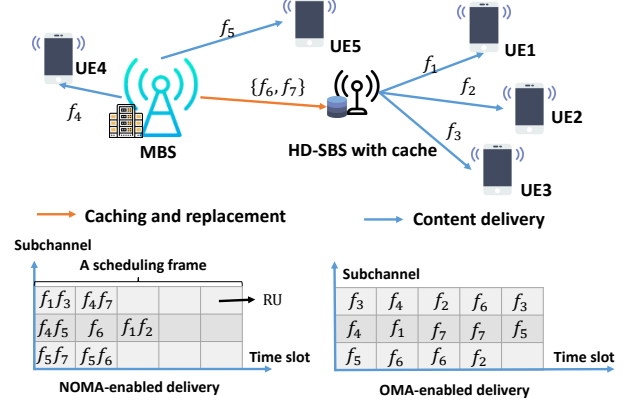 f5
UE5
UE1
f1
UE4
{f6, f7}
f2
f4
UE2
MBS
HD-SBS with cache
f3
UE3
Caching and replacement
Content delivery
Subchannel
A scheduling frame
f1f3 f4f7
RU
f4f5 f6 f1f2
f5f7 f5f6
Time slot
NOMA-enabled delivery
Subchannel
f3 f4 f2 f6 f3
f4 f1 f7 f7 f5
f5 f6 f6 f2
Time slot
OMA-enabled delivery